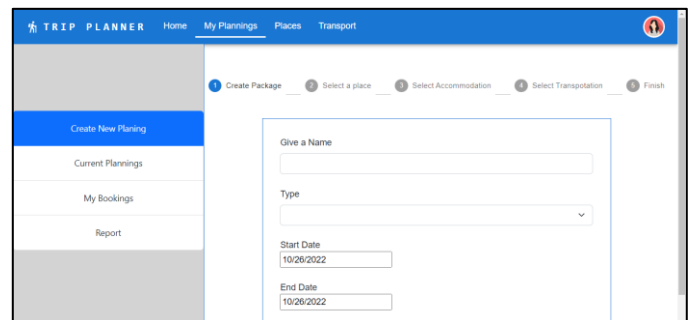 TRIP PLANNER Home My Plannings Places Transport
1 Create Package 2 Select a place 3 Select Accommodation 4 Select Transpotation 5 Finish
Create New Planing
Current Plannings
My Bookings
Report
Give a Name
Type
Start Date
10/26/2022
End Date
10/26/2022